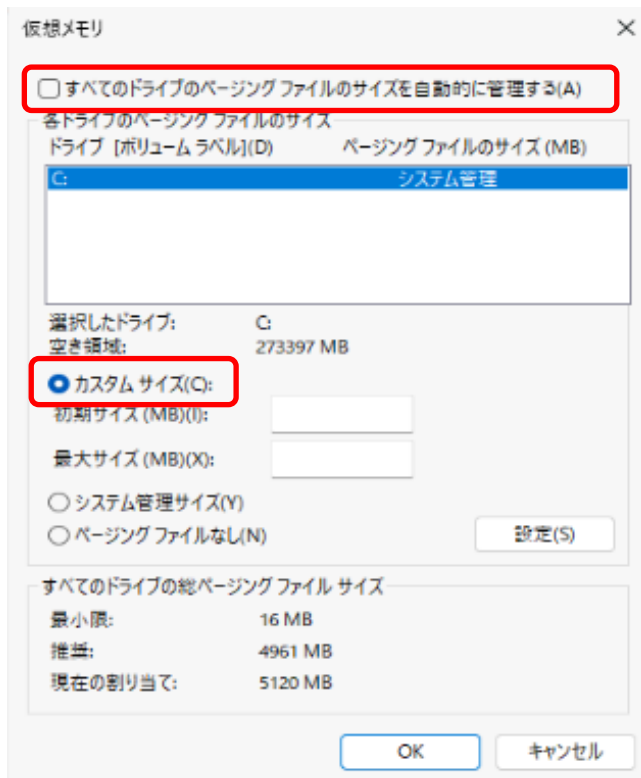 仮想メモリ
すべてのドライブのページング ファイルのサイズを自動的に管理する(A)
各ドライブのページング ファイルのサイズ
ドライブ [ボリューム ラベル](D) ページング ファイルのサイズ (MB)
C: システム管理
選択したドライブ: C:
空き領域: 273397 MB
カスタム サイズ(C):
初期サイズ (MB)(I):
最大サイズ (MB)(X):
システム管理サイズ(Y)
ページング ファイルなし(N) 設定(S)
すべてのドライブの総ページング ファイル サイズ
最小限: 16 MB
推奨: 4961 MB
現在の割り当て: 5120 MB
OK キャンセル